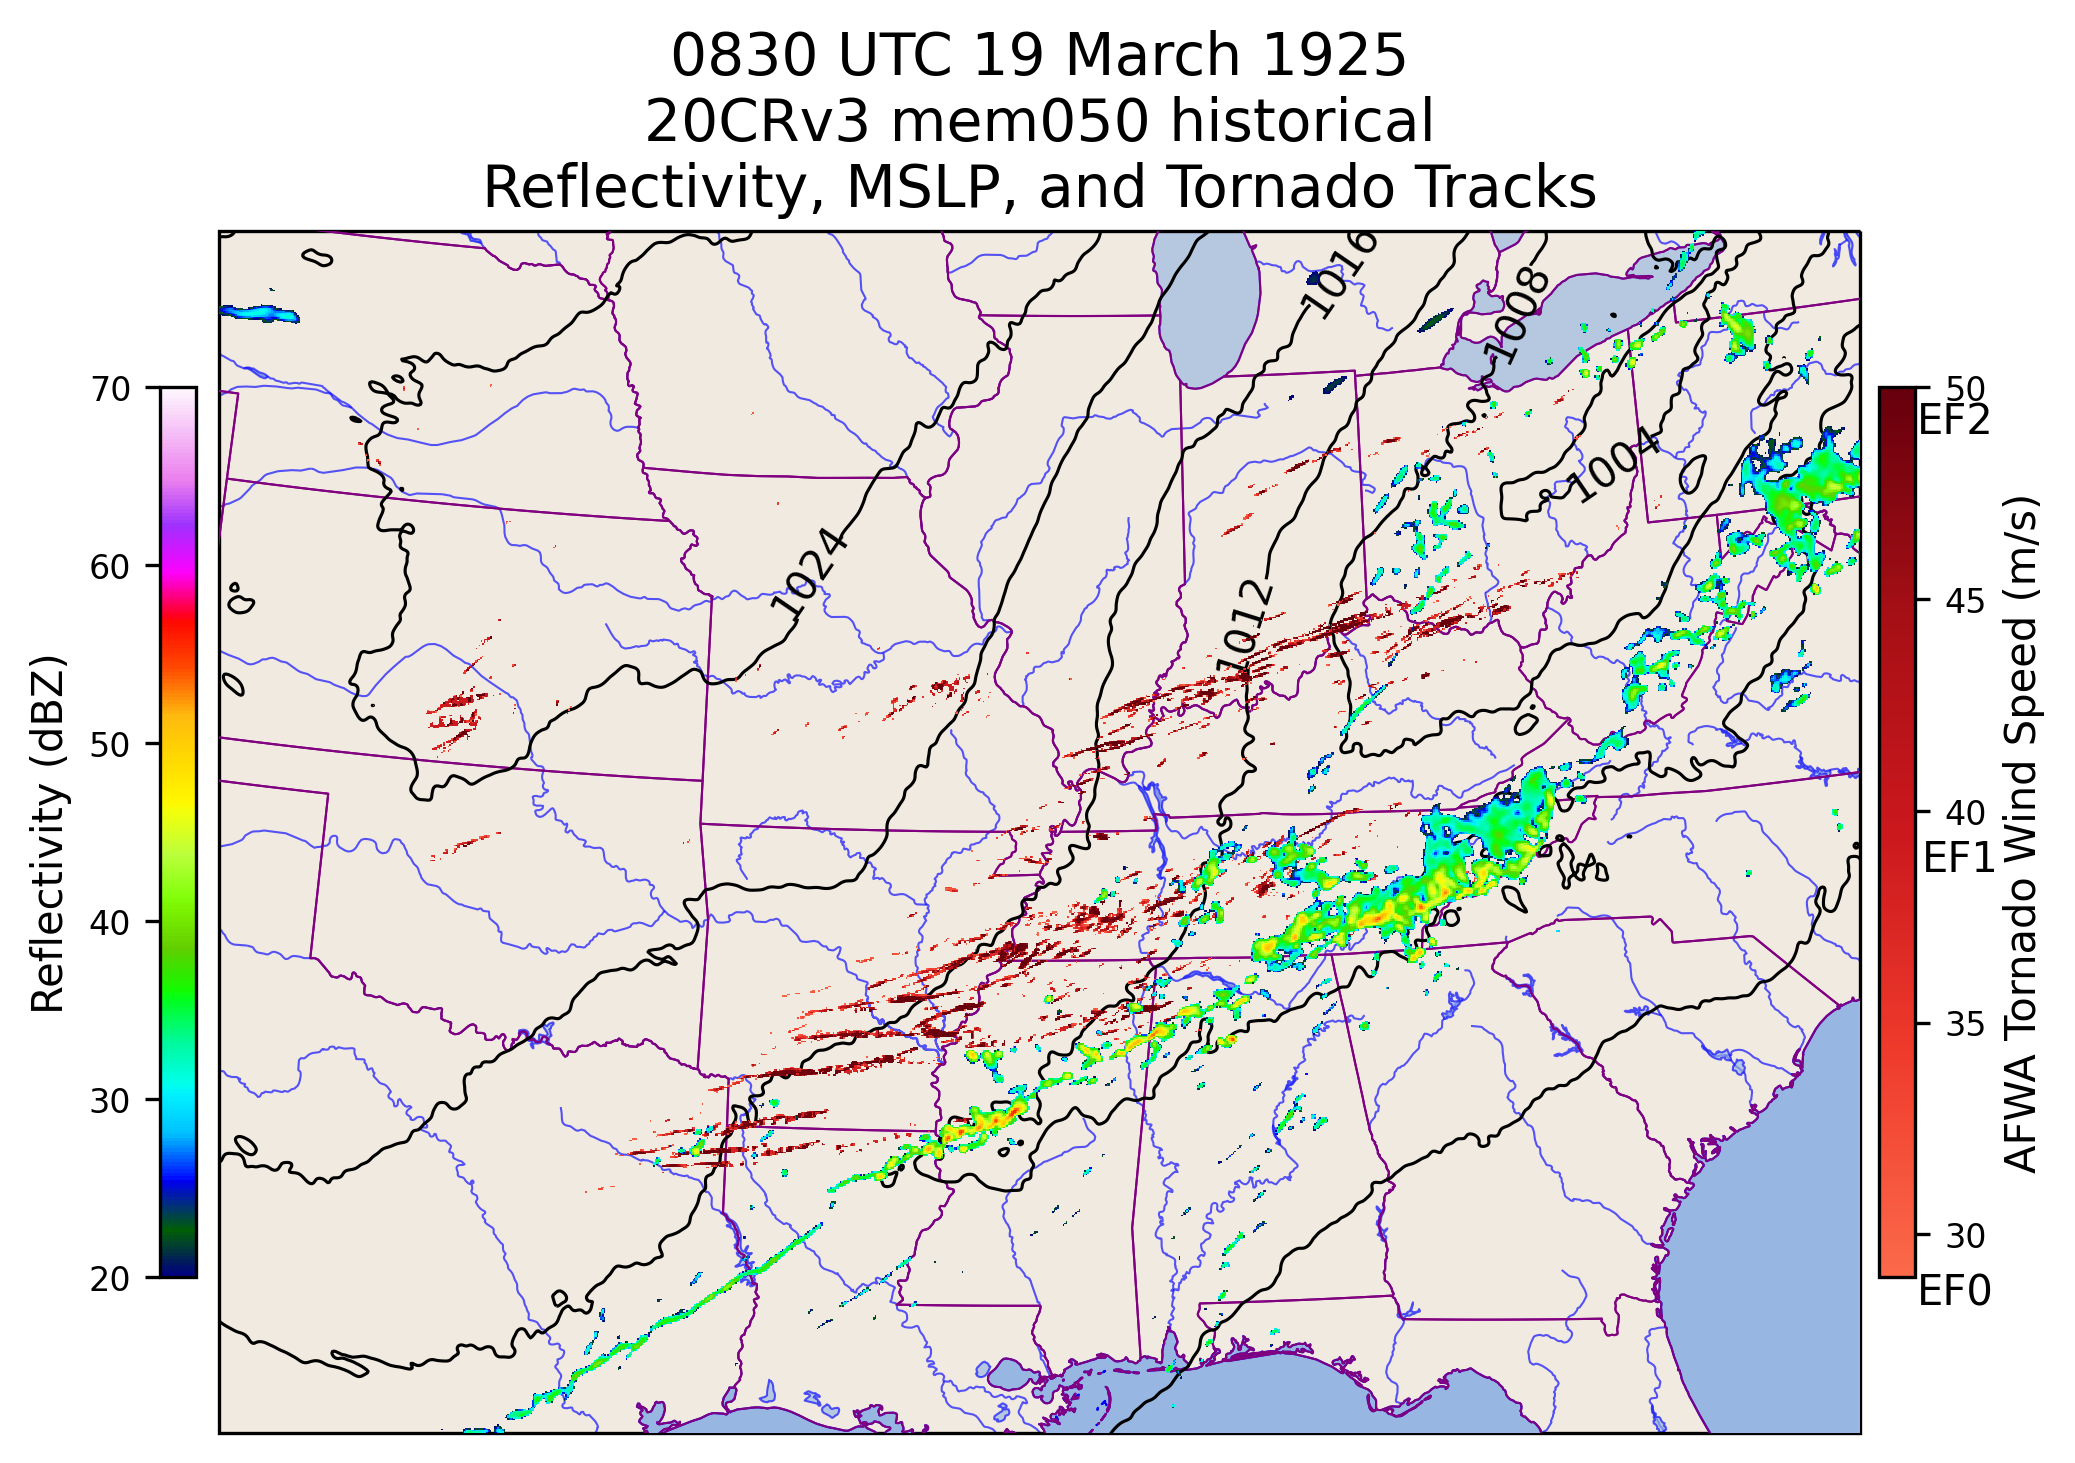 0830 UTC 19 March 1925
20CRv3 mem050 historical
Reflectivity, MSLP, and Tornado Tracks
Reflectivity (dBZ)
70
60
50
40
30
20
1016
1008
1004
1024
1012
50
EF2
45
40
EF1
35
30
EF0
AFWA Tornado Wind Speed (m/s)